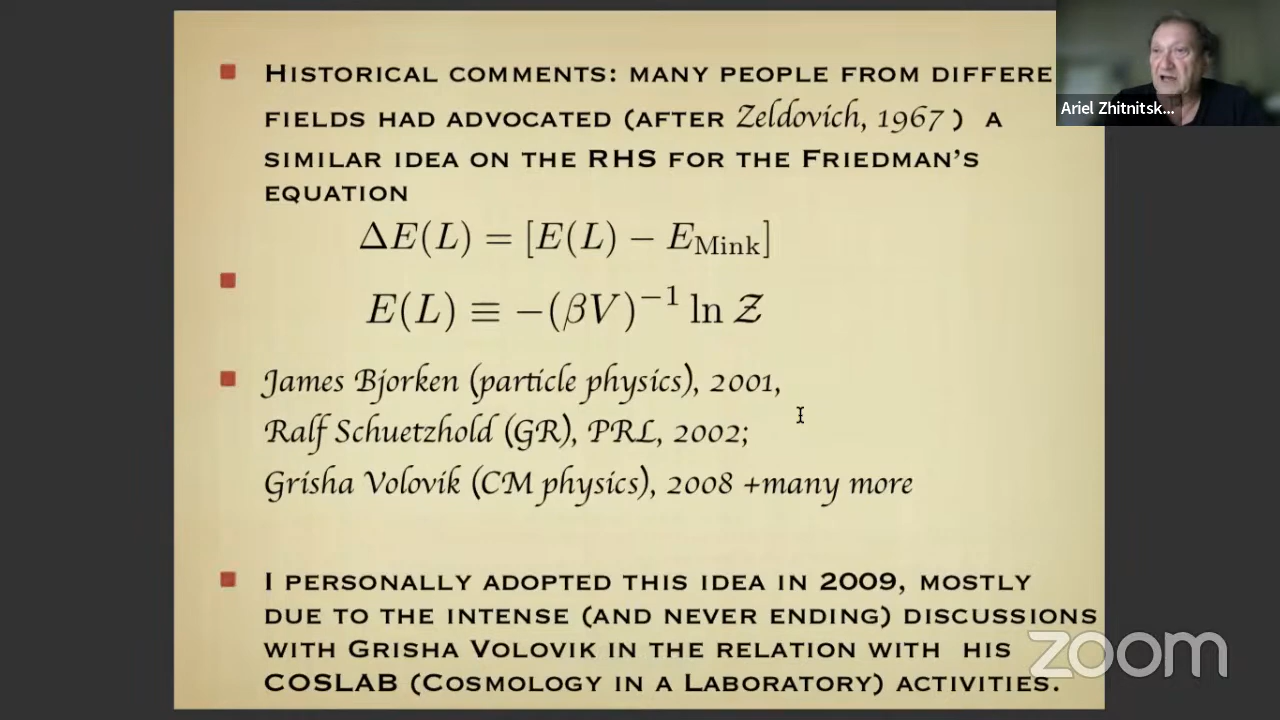 Historical comments: many people from differe
fields had advocated (after Zeldovich, 1967) a
similar idea on the RHS for the Friedman's
equation
ΔE(L) = [E(L) − E_Mink]
E(L) ≡ −(βV)⁻¹ ln Z
James Bjorken (particle physics), 2001,
Ralf Schuetzhold (GR), PRL, 2002;
Grisha Volovik (CM physics), 2008 +many more
I personally adopted this idea in 2009, mostly
due to the intense (and never ending) discussions
with Grisha Volovik in the relation with his
COSLAB (Cosmology in a Laboratory) activities.
Ariel Zhitnitsk...
zoom